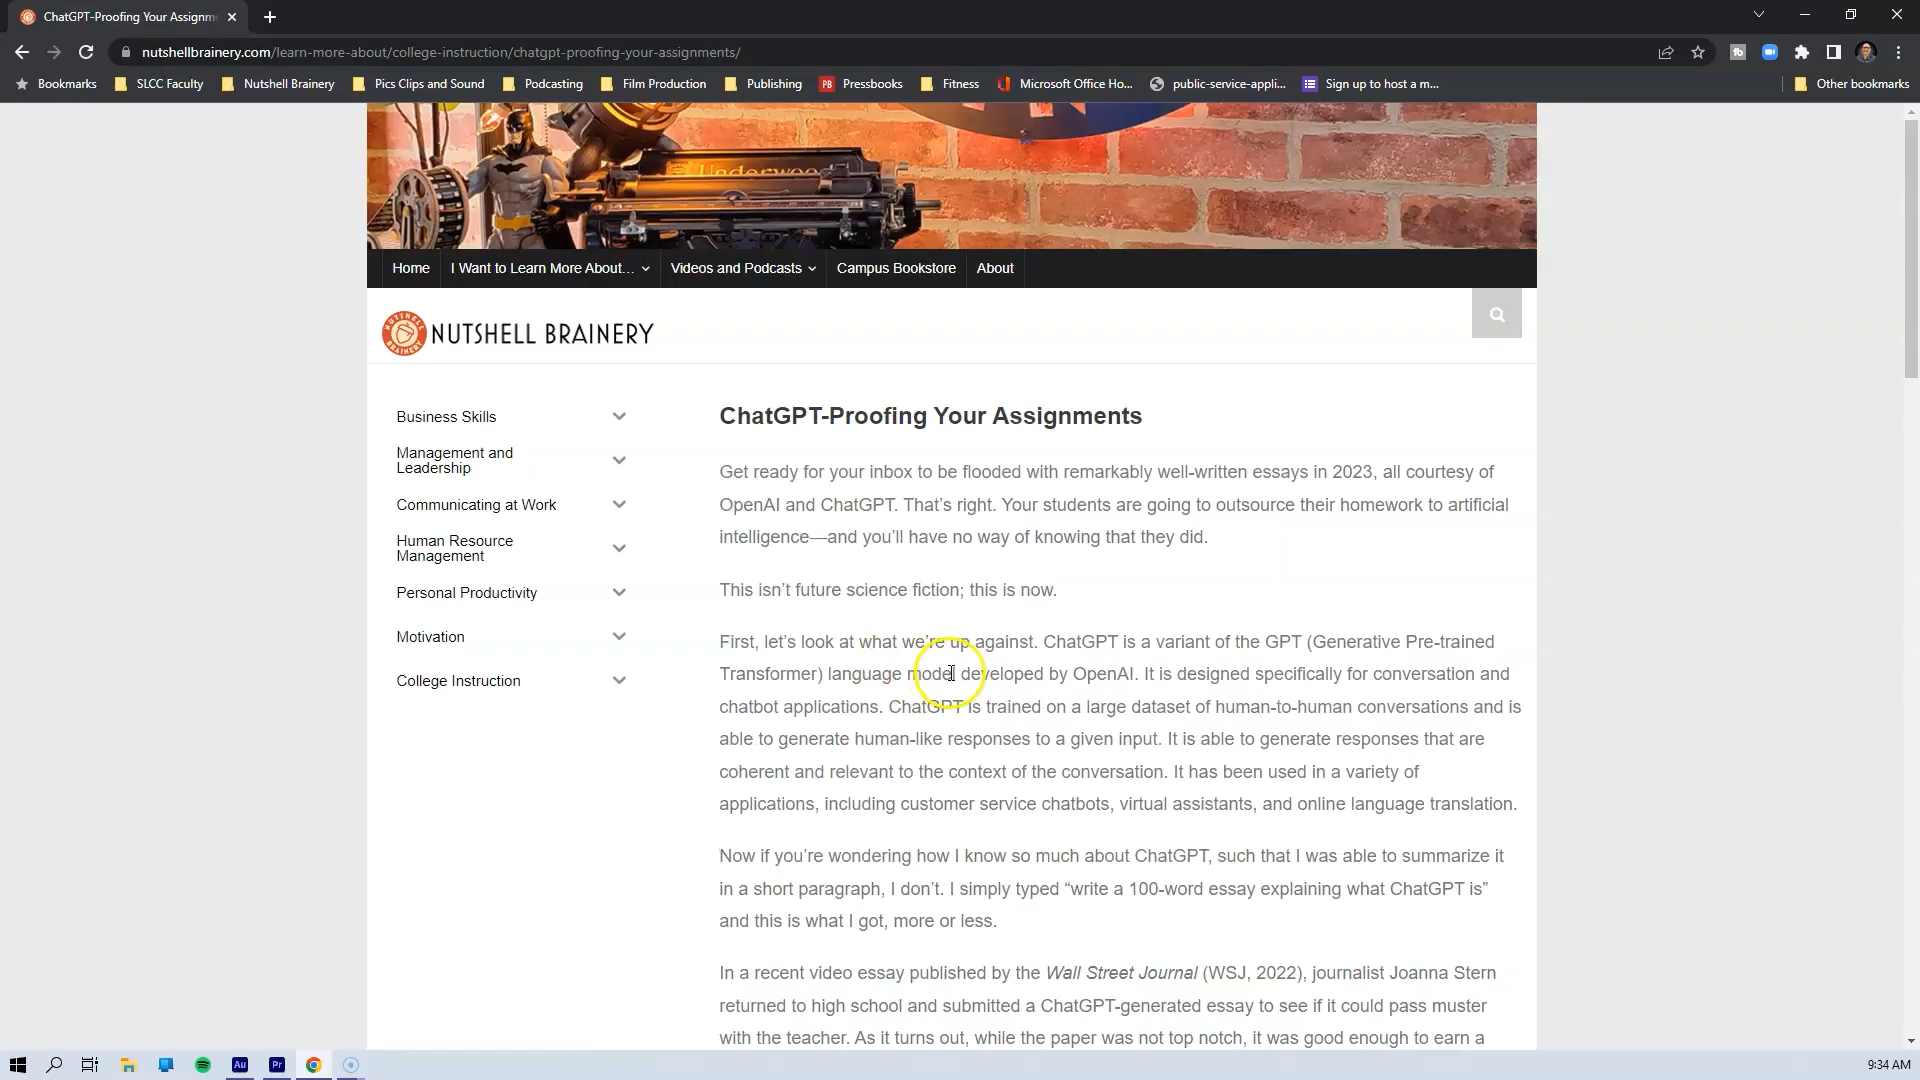 ChatGPT-Proofing Your Assignm
nutshellbrainery.com/learn-more-about/college-instruction/chatgpt-proofing-your-assignments/
Bookmarks SLCC Faculty Nutshell Brainery Pics Clips and Sound Podcasting Film Production Publishing PB Pressbooks Fitness Microsoft Office Ho... public-service-appli... Sign up to host a m... Other bookmarks
Underwoo
Home I Want to Learn More About... Videos and Podcasts Campus Bookstore About
NUTSHELL BRAINERY NUTSHELL BRAINERY
Business Skills
Management and
Leadership
Communicating at Work
Human Resource
Management
Personal Productivity
Motivation
College Instruction
ChatGPT-Proofing Your Assignments
Get ready for your inbox to be flooded with remarkably well-written essays in 2023, all courtesy of
OpenAI and ChatGPT. That's right. Your students are going to outsource their homework to artificial
intelligence—and you'll have no way of knowing that they did.
This isn't future science fiction; this is now.
First, let's look at what we're up against. ChatGPT is a variant of the GPT (Generative Pre-trained
Transformer) language model developed by OpenAI. It is designed specifically for conversation and
chatbot applications. ChatGPT is trained on a large dataset of human-to-human conversations and is
able to generate human-like responses to a given input. It is able to generate responses that are
coherent and relevant to the context of the conversation. It has been used in a variety of
applications, including customer service chatbots, virtual assistants, and online language translation.
Now if you're wondering how I know so much about ChatGPT, such that I was able to summarize it
in a short paragraph, I don't. I simply typed “write a 100-word essay explaining what ChatGPT is”
and this is what I got, more or less.
In a recent video essay published by the Wall Street Journal (WSJ, 2022), journalist Joanna Stern
returned to high school and submitted a ChatGPT-generated essay to see if it could pass muster
with the teacher. As it turns out, while the paper was not top notch, it was good enough to earn a
Au Pr 9:34 AM